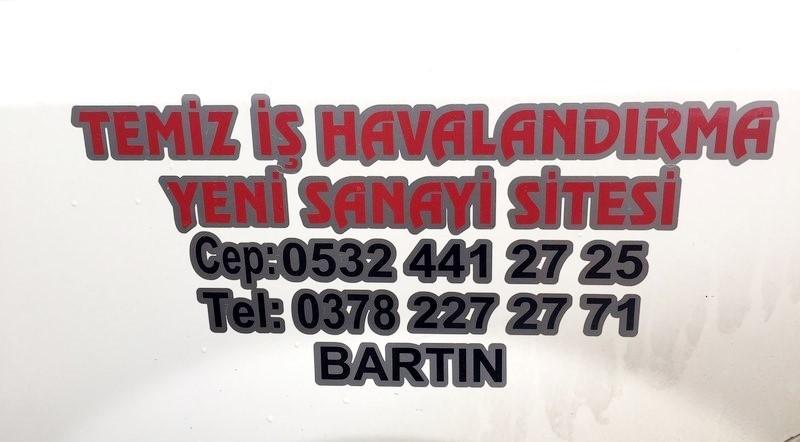 TEMİZ İŞ HAVALANDIRMA
YENİ SANAYİ SİTESİ
Cep:0532 441 27 25
Tel: 0378 227 27 71
BARTIN